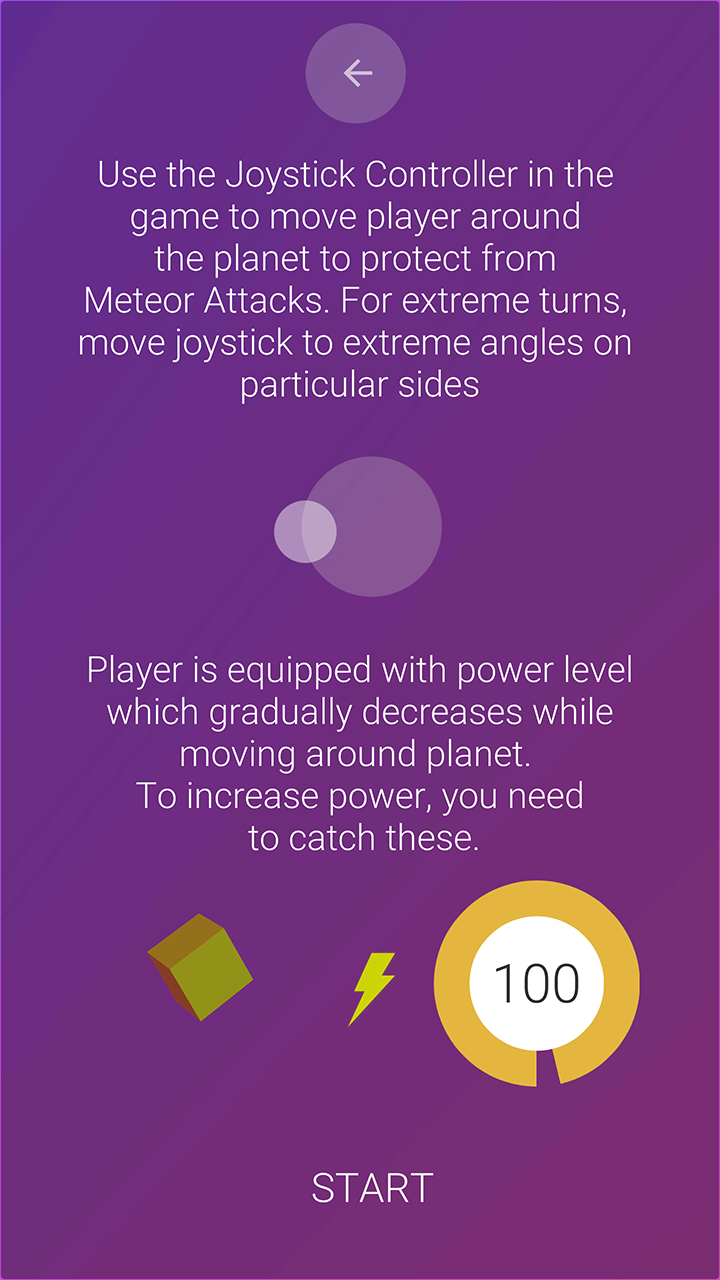 Use the Joystick Controller in the
game to move player around
the planet to protect from
Meteor Attacks. For extreme turns,
move joystick to extreme angles on
particular sides
Player is equipped with power level
which gradually decreases while
moving around planet.
To increase power, you need
to catch these.
100
START